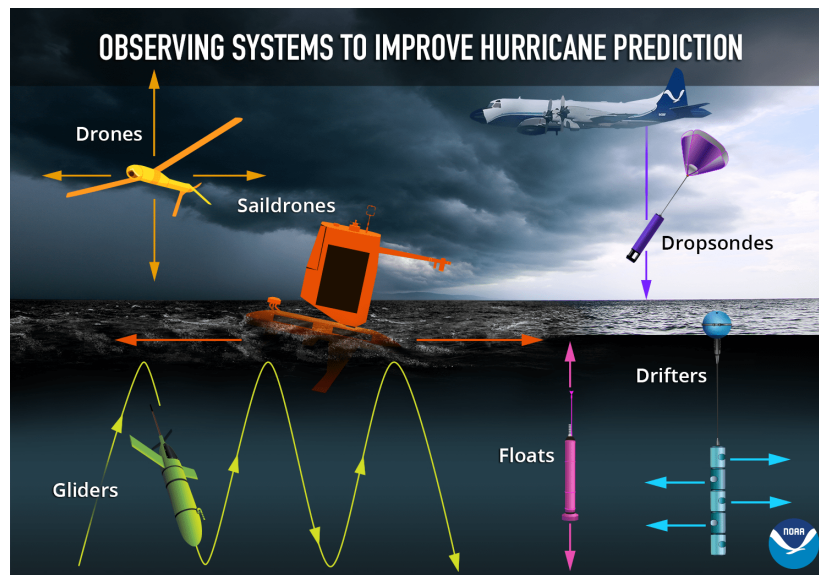 OBSERVING SYSTEMS TO IMPROVE HURRICANE PREDICTION
Drones
Saildrones
Dropsondes
Drifters
Floats
Gliders
NOAA